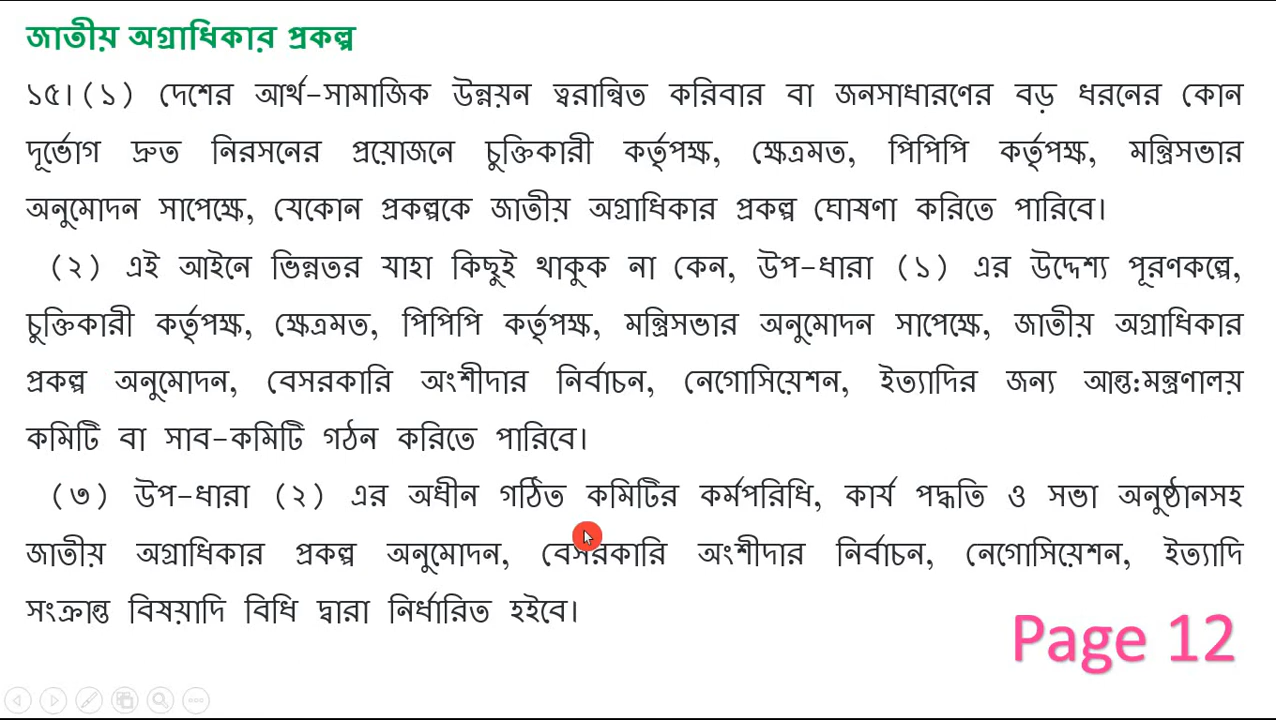 জাতীয় অগ্রাধিকার প্রকল্প
১৫।(১) দেশের আর্থ-সামাজিক উন্নয়ন ত্বরান্বিত করিবার বা জনসাধারণের বড় ধরনের কোন
দূর্ভোগ দ্রুত নিরসনের প্রয়োজনে চুক্তিকারী কর্তৃপক্ষ, ক্ষেত্রমত, পিপিপি কর্তৃপক্ষ, মন্ত্রিসভার
অনুমোদন সাপেক্ষে, যেকোন প্রকল্পকে জাতীয় অগ্রাধিকার প্রকল্প ঘোষণা করিতে পারিবে।
(২) এই আইনে ভিন্নতর যাহা কিছুই থাকুক না কেন, উপ-ধারা (১) এর উদ্দেশ্য পূরণকল্পে,
চুক্তিকারী কর্তৃপক্ষ, ক্ষেত্রমত, পিপিপি কর্তৃপক্ষ, মন্ত্রিসভার অনুমোদন সাপেক্ষে, জাতীয় অগ্রাধিকার
প্রকল্প অনুমোদন, বেসরকারি অংশীদার নির্বাচন, নেগোসিয়েশন, ইত্যাদির জন্য আন্ত:মন্ত্রণালয়
কমিটি বা সাব-কমিটি গঠন করিতে পারিবে।
(৩) উপ-ধারা (২) এর অধীন গঠিত কমিটির কর্মপরিধি, কার্য পদ্ধতি ও সভা অনুষ্ঠানসহ
জাতীয় অগ্রাধিকার প্রকল্প অনুমোদন, বেসরকারি অংশীদার নির্বাচন, নেগোসিয়েশন, ইত্যাদি
সংক্রান্ত বিষয়াদি বিধি দ্বারা নির্ধারিত হইবে।
Page 12